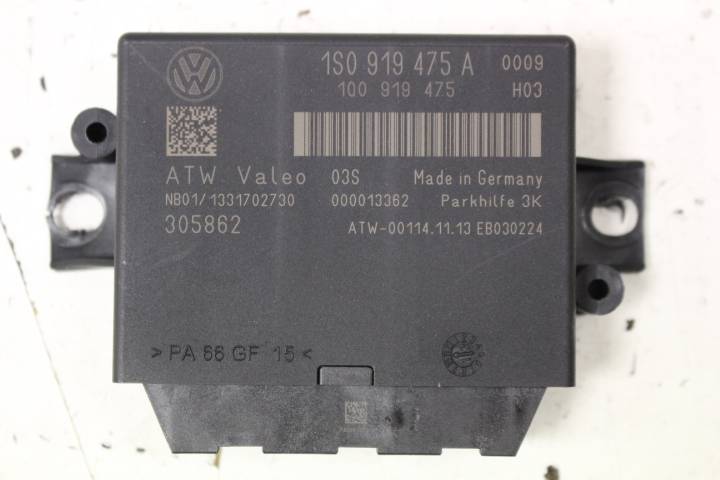 1S0 919 475 A 0009
1Q0 919 475 H03
ATW Valeo 03S Made in Germany
NB01/1331702730 000013362 Parkhilfe 3K
305862 ATW-00114.11.13 EB030224
> PA 66 GF 15 <